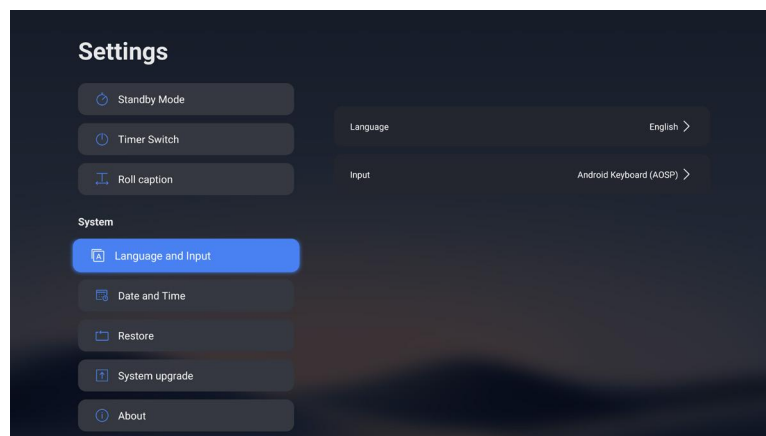 Settings
Standby Mode
Timer Switch
Roll caption
System
Language and Input
Date and Time
Restore
System upgrade
About
Language
English
Input
Android Keyboard (AOSP)